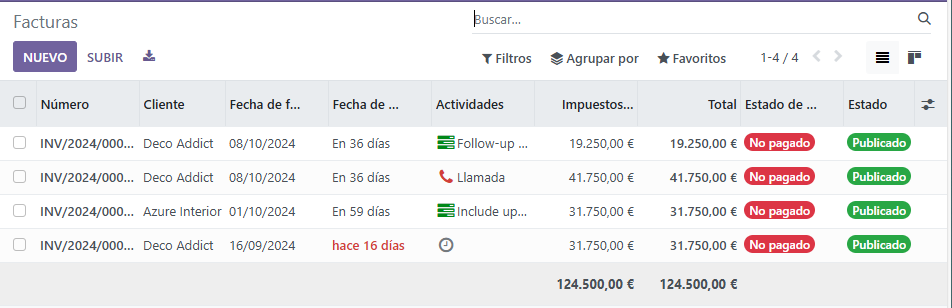 Facturas
Buscar...
NUEVO SUBIR
Filtros Agrupar por Favoritos 1-4 / 4
Número Cliente Fecha de f... Fecha de ... Actividades Impuestos... Total Estado de ... Estado
INV/2024/000... Deco Addict 08/10/2024 En 36 días Follow-up ... 19.250,00 € 19.250,00 € No pagado Publicado
INV/2024/000... Deco Addict 08/10/2024 En 36 días Llamada 41.750,00 € 41.750,00 € No pagado Publicado
INV/2024/000... Azure Interior 01/10/2024 En 59 días Include up... 31.750,00 € 31.750,00 € No pagado Publicado
INV/2024/000... Deco Addict 16/09/2024 hace 16 días 31.750,00 € 31.750,00 € No pagado Publicado
124.500,00 € 124.500,00 €